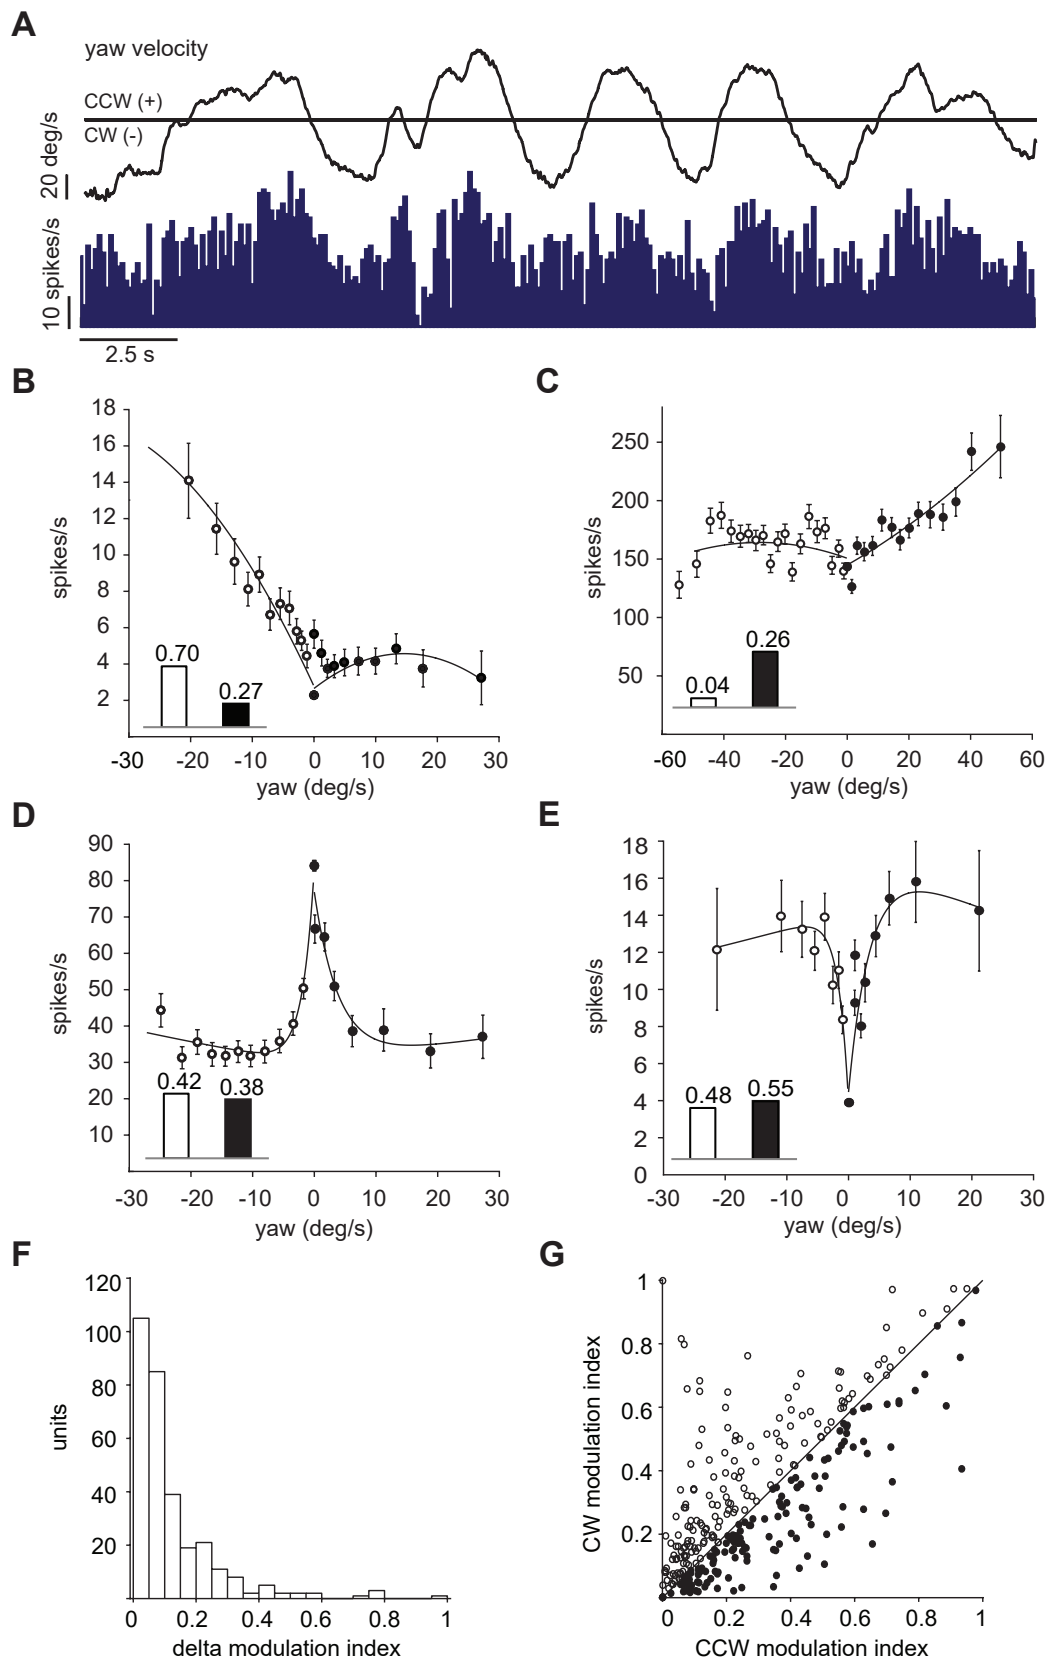 A
yaw velocity
CCW (+)
CW (-)
20 deg/s
10 spikes/s
2.5 s
B
18
16
14
12
10
8
6
4
2
spikes/s
0.70
0.27
-30 -20 -10 0 10 20 30
yaw (deg/s)
C
250
200
150
100
50
spikes/s
0.04
0.26
-60 -40 -20 0 20 40 60
yaw (deg/s)
D
90
80
70
60
50
40
30
20
10
spikes/s
0.42
0.38
-30 -20 -10 0 10 20 30
yaw (deg/s)
E
18
16
14
12
10
8
6
4
2
0
spikes/s
0.48
0.55
-30 -20 -10 0 10 20 30
yaw (deg/s)
F
120
100
80
60
40
20
units
0 0.2 0.4 0.6 0.8 1
delta modulation index
G
1
0.8
0.6
0.4
0.2
CW modulation index
0 0.2 0.4 0.6 0.8 1
CCW modulation index